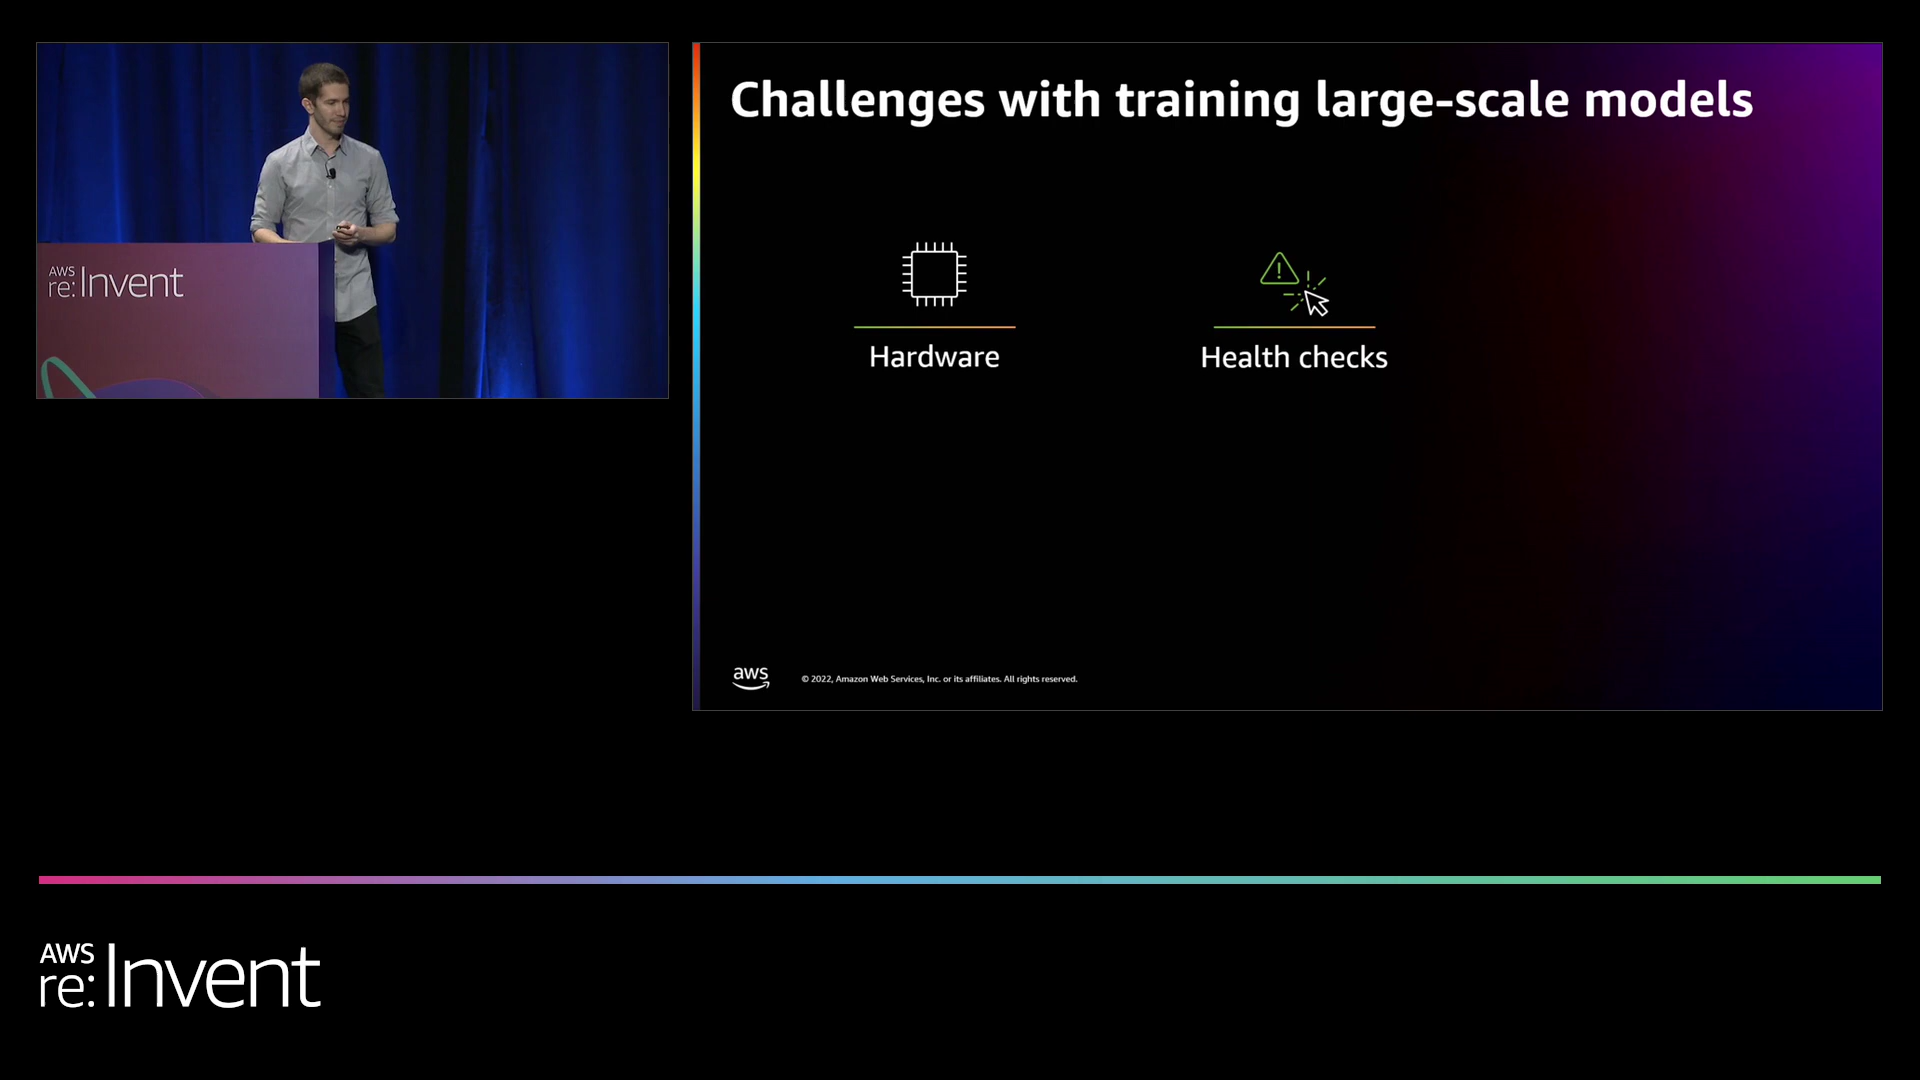 AWS
re:Invent
Challenges with training large-scale models
Hardware
Health checks
aws
© 2022, Amazon Web Services, Inc. or its affiliates. All rights reserved.
AWS
re:Invent